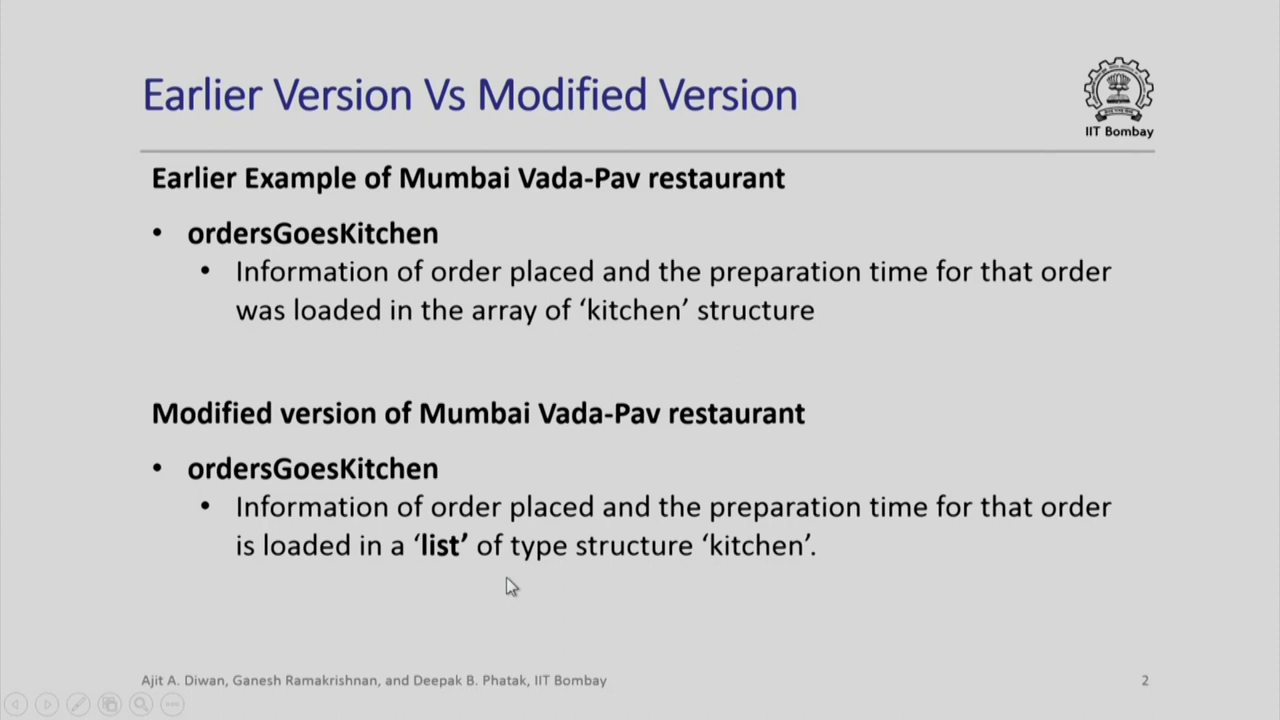 Earlier Version Vs Modified Version
IIT Bombay
Earlier Example of Mumbai Vada-Pav restaurant
• ordersGoesKitchen
• Information of order placed and the preparation time for that order
was loaded in the array of ‘kitchen’ structure
Modified version of Mumbai Vada-Pav restaurant
• ordersGoesKitchen
• Information of order placed and the preparation time for that order
is loaded in a ‘list’ of type structure ‘kitchen’.
Ajit A. Diwan, Ganesh Ramakrishnan, and Deepak B. Phatak, IIT Bombay
2